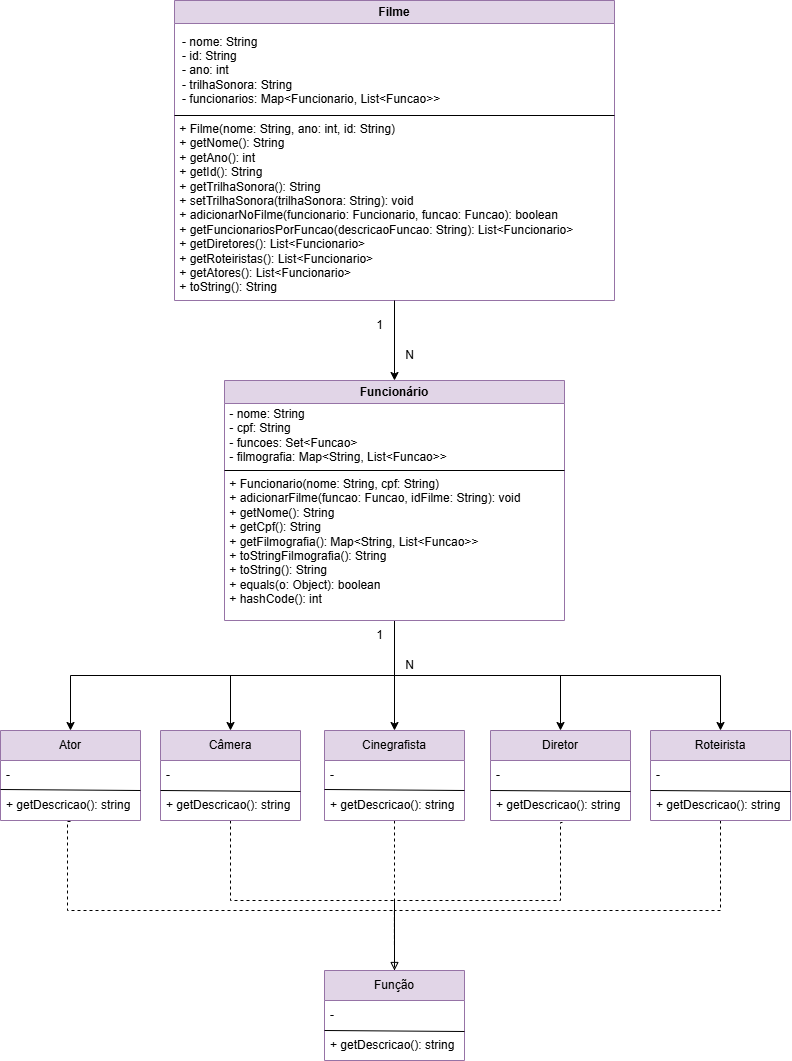 Filme
- nome: String
- id: String
- ano: int
- trilhaSonora: String
- funcionarios: Map<Funcionario, List<Funcao>>
+ Filme(nome: String, ano: int, id: String)
+ getNome(): String
+ getAno(): int
+ getId(): String
+ getTrilhaSonora(): String
+ setTrilhaSonora(trilhaSonora: String): void
+ adicionarNoFilme(funcionario: Funcionario, funcao: Funcao): boolean
+ getFuncionariosPorFuncao(descricaoFuncao: String): List<Funcionario>
+ getDiretores(): List<Funcionario>
+ getRoteiristas(): List<Funcionario>
+ getAtores(): List<Funcionario>
+ toString(): String
1
N
Funcionário
- nome: String
- cpf: String
- funcoes: Set<Funcao>
- filmografia: Map<String, List<Funcao>>
+ Funcionario(nome: String, cpf: String)
+ adicionarFilme(funcao: Funcao, idFilme: String): void
+ getNome(): String
+ getCpf(): String
+ getFilmografia(): Map<String, List<Funcao>>
+ toStringFilmografia(): String
+ toString(): String
+ equals(o: Object): boolean
+ hashCode(): int
1
N
Ator
-
+ getDescricao(): string
Câmera
-
+ getDescricao(): string
Cinegrafista
-
+ getDescricao(): string
Diretor
-
+ getDescricao(): string
Roteirista
-
+ getDescricao(): string
Função
-
+ getDescricao(): string